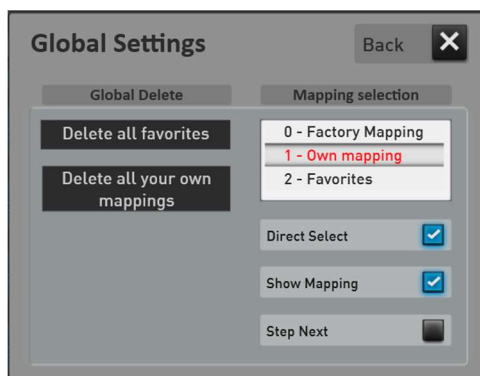 Global Settings
Back
Global Delete
Mapping selection
Delete all favorites
Delete all your own
mappings
0 - Factory Mapping
1 - Own mapping
2 - Favorites
Direct Select
Show Mapping
Step Next